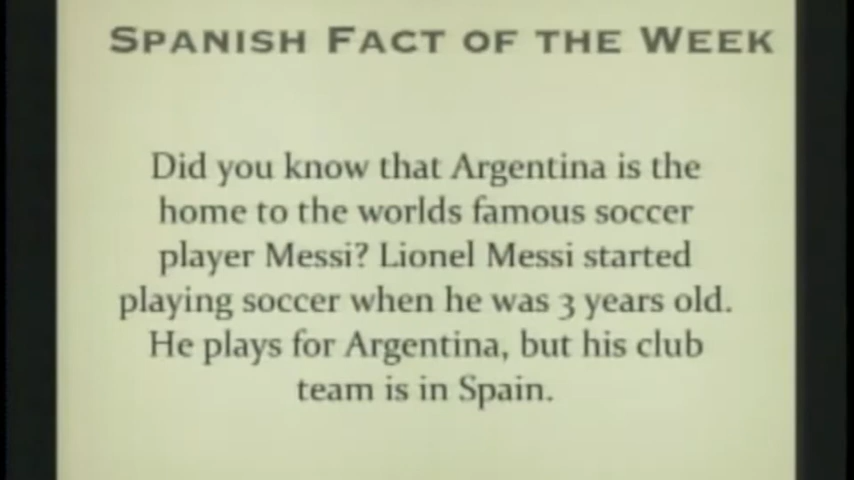 SPANISH FACT OF THE WEEK
Did you know that Argentina is the
home to the worlds famous soccer
player Messi? Lionel Messi started
playing soccer when he was 3 years old.
He plays for Argentina, but his club
team is in Spain.